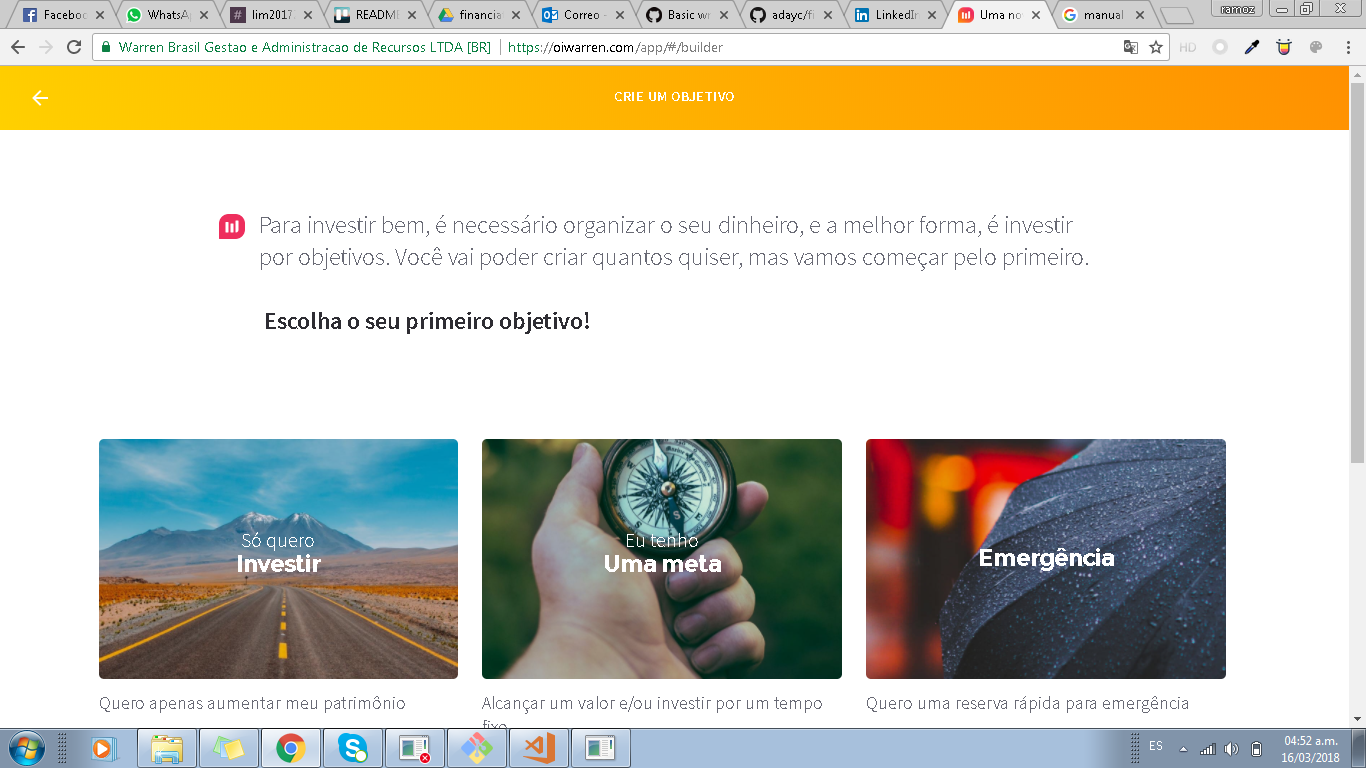 Facebo
WhatsA
lim2017
README
financia
Correo -
Basic w
adayc/fi
LinkedIn
Uma no
manual
ramoz
Warren Brasil Gestao e Administracao de Recursos LTDA [BR]
https://oiwarren.com/app/#/builder
HD
CRIE UM OBJETIVO
Para investir bem, é necessário organizar o seu dinheiro, e a melhor forma, é investir
por objetivos. Você vai poder criar quantos quiser, mas vamos começar pelo primeiro.
Escolha o seu primeiro objetivo!
Só quero
Investir
Eu tenho
Uma meta
Emergência
Quero apenas aumentar meu patrimônio
Alcançar um valor e/ou investir por um tempo
fixo
Quero uma reserva rápida para emergência
ES
04:52 a.m.
16/03/2018